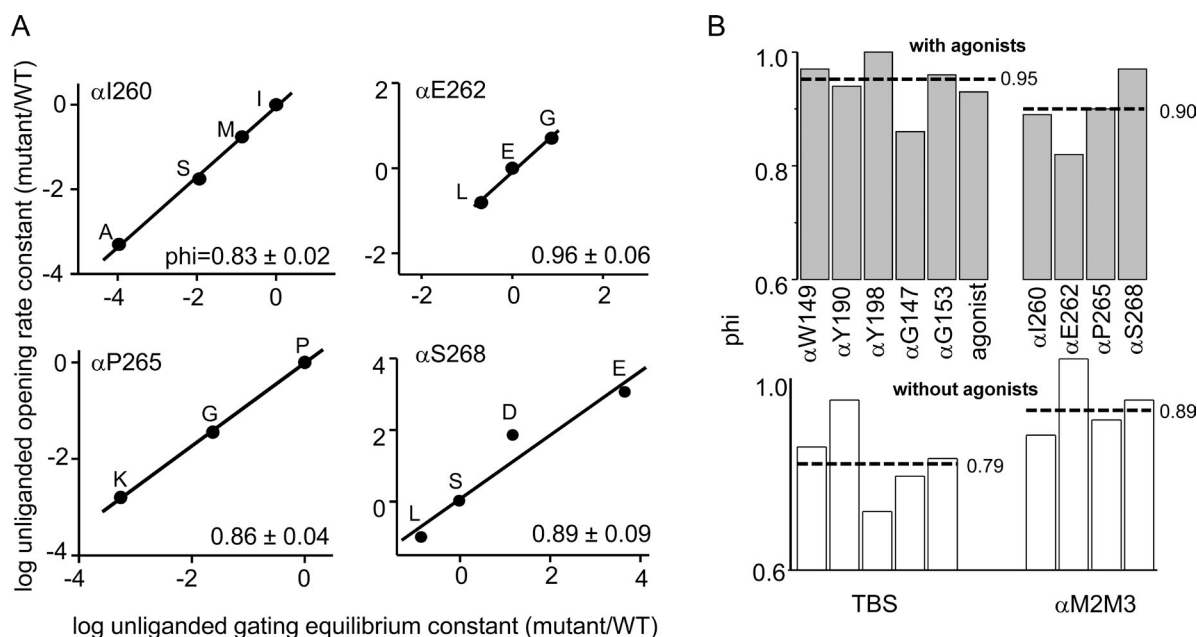 A
log unliganded opening rate constant (mutant/WT)
αI260
0
-2
-4
A
S
M
I
phi=0.83 ± 0.02
-4
-2
0
αE262
2
0
-2
L
E
G
0.96 ± 0.06
-2
0
2
αP265
0
-2
-4
K
G
P
0.86 ± 0.04
-4
-2
0
αS268
4
2
0
L
S
D
E
0.89 ± 0.09
0
2
4
log unliganded gating equilibrium constant (mutant/WT)
B
phi
1.0
0.8
0.6
with agonists
0.95
0.90
αW149
αY190
αY198
αG147
αG153
agonist
αI260
αE262
αP265
αS268
1.0
0.6
without agonists
0.79
0.89
TBS
αM2M3